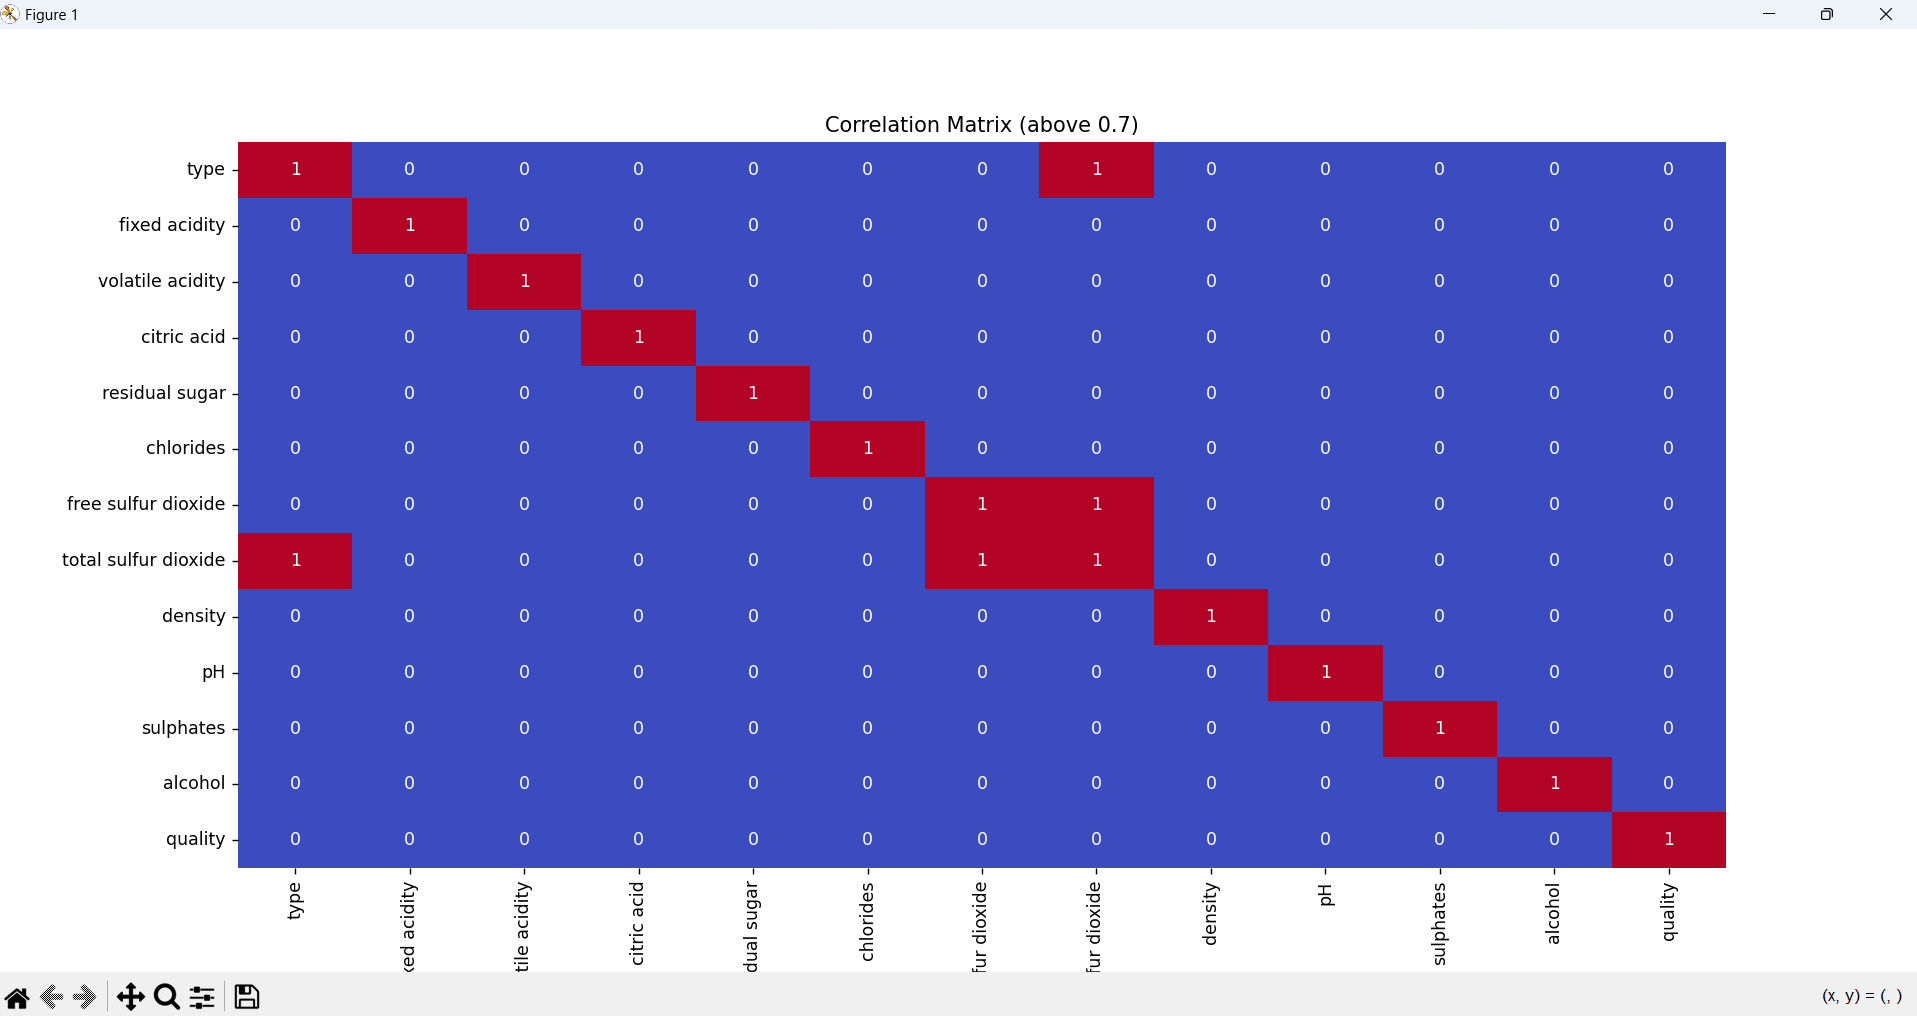 Figure 1
Correlation Matrix (above 0.7)
type 1 0 0 0 0 0 0 1 0 0 0 0 0
fixed acidity 0 1 0 0 0 0 0 0 0 0 0 0 0
volatile acidity 0 0 1 0 0 0 0 0 0 0 0 0 0
citric acid 0 0 0 1 0 0 0 0 0 0 0 0 0
residual sugar 0 0 0 0 1 0 0 0 0 0 0 0 0
chlorides 0 0 0 0 0 1 0 0 0 0 0 0 0
free sulfur dioxide 0 0 0 0 0 0 1 1 0 0 0 0 0
total sulfur dioxide 1 0 0 0 0 0 1 1 0 0 0 0 0
density 0 0 0 0 0 0 0 0 1 0 0 0 0
pH 0 0 0 0 0 0 0 0 0 1 0 0 0
sulphates 0 0 0 0 0 0 0 0 0 0 1 0 0
alcohol 0 0 0 0 0 0 0 0 0 0 0 1 0
quality 0 0 0 0 0 0 0 0 0 0 0 0 1
type
xed acidity
tile acidity
citric acid
dual sugar
chlorides
fur dioxide
fur dioxide
density
pH
sulphates
alcohol
quality
(x, y) = (, )